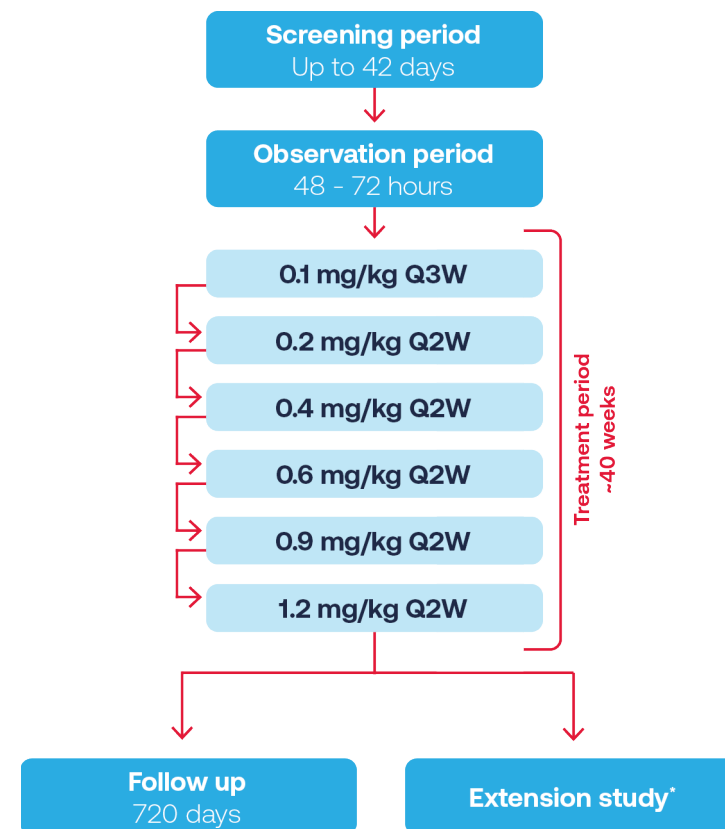 Screening period
Up to 42 days
Observation period
48 - 72 hours
0.1 mg/kg Q3W
0.2 mg/kg Q2W
0.4 mg/kg Q2W
0.6 mg/kg Q2W
0.9 mg/kg Q2W
1.2 mg/kg Q2W
Treatment period
~40 weeks
Follow up
720 days
Extension study*